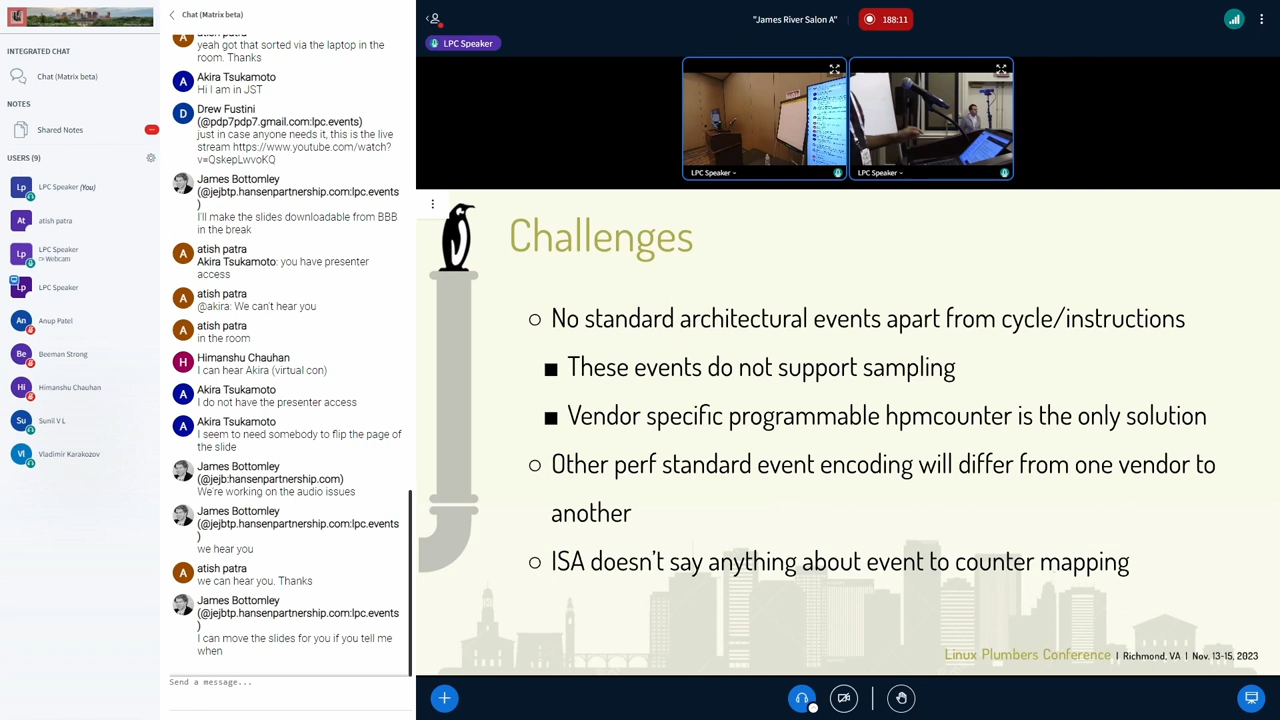 INTEGRATED CHAT
Chat (Matrix beta)
NOTES
Shared Notes
USERS (9)
Lp LPC Speaker (You)
At atish patra
Lp LPC Speaker
Webcam
Lp LPC Speaker
An Anup Patel
Be Beeman Strong
Hi Himanshu Chauhan
Su Sunil V L
Vl Vladimir Karakozov
Chat (Matrix beta)
A atish patra
yeah got that sorted via the laptop in the
room. Thanks
A Akira Tsukamoto
Hi I am in JST
D Drew Fustini
(@pdp7pdp7.gmail.com:lpc.events)
just in case anyone needs it, this is the live
stream https://www.youtube.com/watch?
v=QskepLwvoKQ
James Bottomley
(@jejbtp.hansenpartnership.com:lpc.events
)
I'll make the slides downloadable from BBB
in the break
A atish patra
Akira Tsukamoto: you have presenter
access
A atish patra
@akira: We can't hear you
A atish patra
in the room
H Himanshu Chauhan
I can hear Akira (virtual con)
A Akira Tsukamoto
I do not have the presenter access
A Akira Tsukamoto
I seem to need somebody to flip the page of
the slide
James Bottomley
(@jejb:hansenpartnership.com)
We're working on the audio issues
James Bottomley
(@jejbtp.hansenpartnership.com:lpc.events
)
we hear you
A atish patra
we can hear you. Thanks
James Bottomley
(@jejbtp.hansenpartnership.com:lpc.events
)
I can move the slides for you if you tell me
when
Send a message...
"James River Salon A"
188:11
LPC Speaker
LPC Speaker
LPC Speaker
Challenges
○ No standard architectural events apart from cycle/instructions
■ These events do not support sampling
■ Vendor specific programmable hpmcounter is the only solution
○ Other perf standard event encoding will differ from one vendor to
another
○ ISA doesn't say anything about event to counter mapping
Linux Plumbers Conference | Richmond, VA | Nov. 13-15, 2023